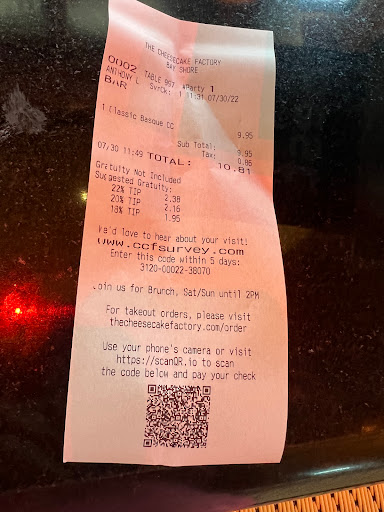 THE CHEESECAKE FACTORY
BAY SHORE
0002 TABLE 997 #Party 1
ANTHONY L SvrCk: 1 11:31 07/30/22
BAR
1 Classic Basque CC 9.95
Sub Total: 9.95
Tax: 0.86
07/30 11:49 TOTAL: 10.81
Gratuity Not Included
Suggested Gratuity:
22% TIP 2.38
20% TIP 2.16
18% TIP 1.95
We'd love to hear about your visit!
www.ccfsurvey.com
Enter this code within 5 days:
3120-00022-38070
Join us for Brunch, Sat/Sun until 2PM
For takeout orders, please visit
thecheesecakefactory.com/order
Use your phone's camera or visit
https://scanQR.io to scan
the code below and pay your check